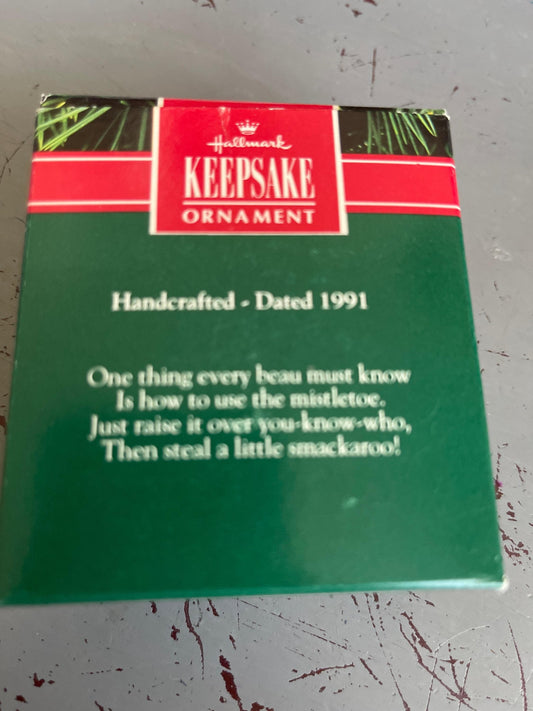 Hallmark
KEEPSAKE
ORNAMENT
Handcrafted - Dated 1991
One thing every beau must know
Is how to use the mistletoe.
Just raise it over you-know-who,
Then steal a little smackaroo!